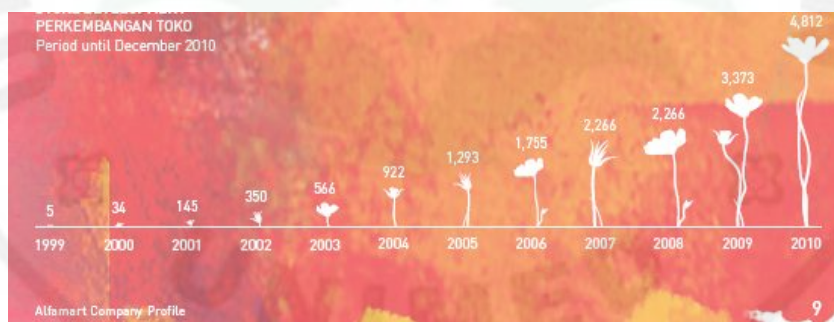 PERKEMBANGAN TOKO
Period until December 2010
5 34 145 350 566 922 1,293 1,755 2,266 2,266 3,373 4,812
1999 2000 2001 2002 2003 2004 2005 2006 2007 2008 2009 2010
Alfamart Company Profile 9